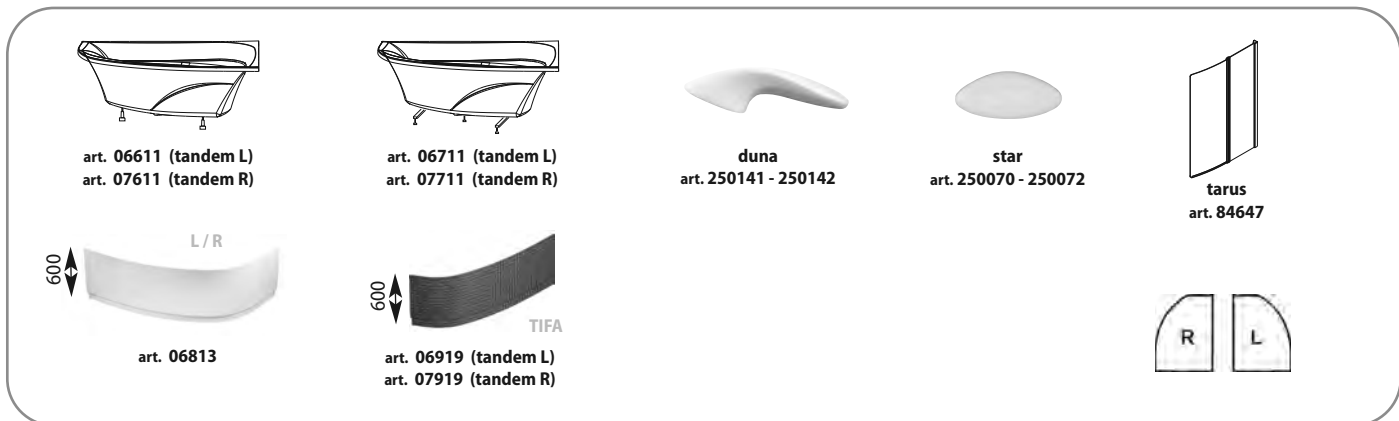 art. 06611 (tandem L)
art. 07611 (tandem R)
art. 06711 (tandem L)
art. 07711 (tandem R)
duna
art. 250141 - 250142
star
art. 250070 - 250072
tarus
art. 84647
L / R
600
art. 06813
600
TIFA
art. 06919 (tandem L)
art. 07919 (tandem R)
R
L